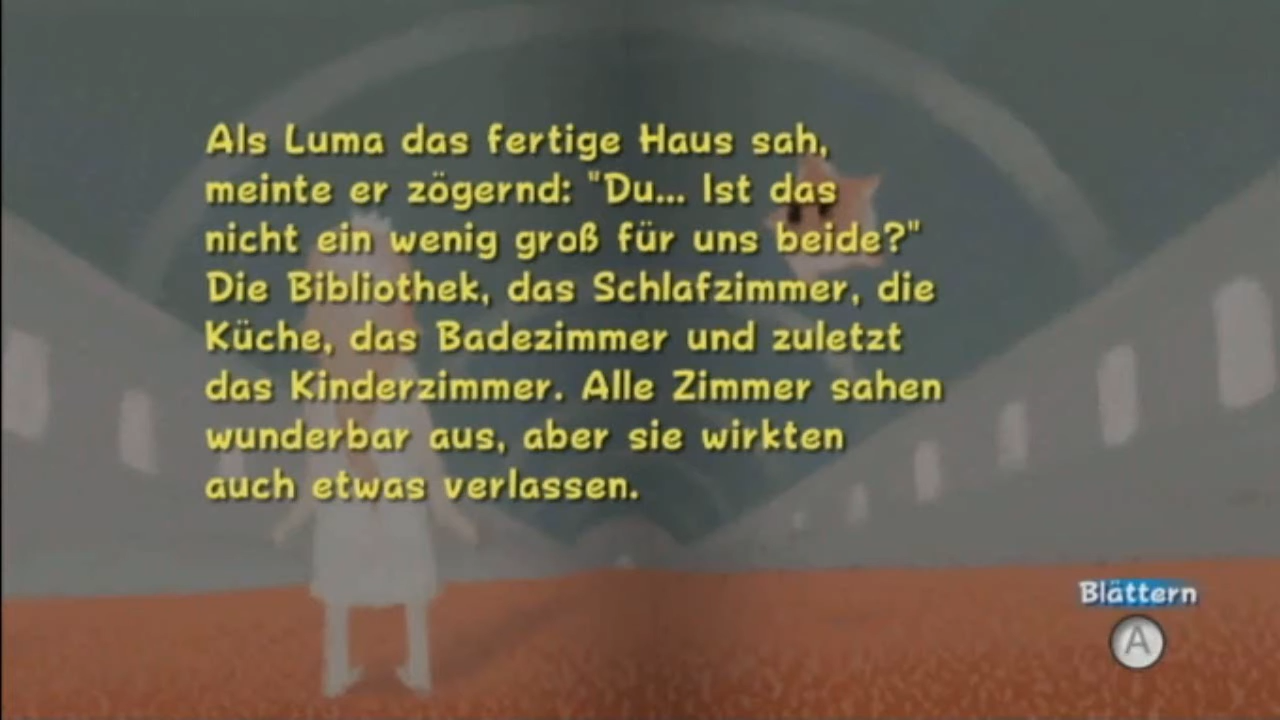 Als Luma das fertige Haus sah,
meinte er zögernd: "Du... Ist das
nicht ein wenig groß für uns beide?"
Die Bibliothek, das Schlafzimmer, die
Küche, das Badezimmer und zuletzt
das Kinderzimmer. Alle Zimmer sahen
wunderbar aus, aber sie wirkten
auch etwas verlassen.
Blättern
A